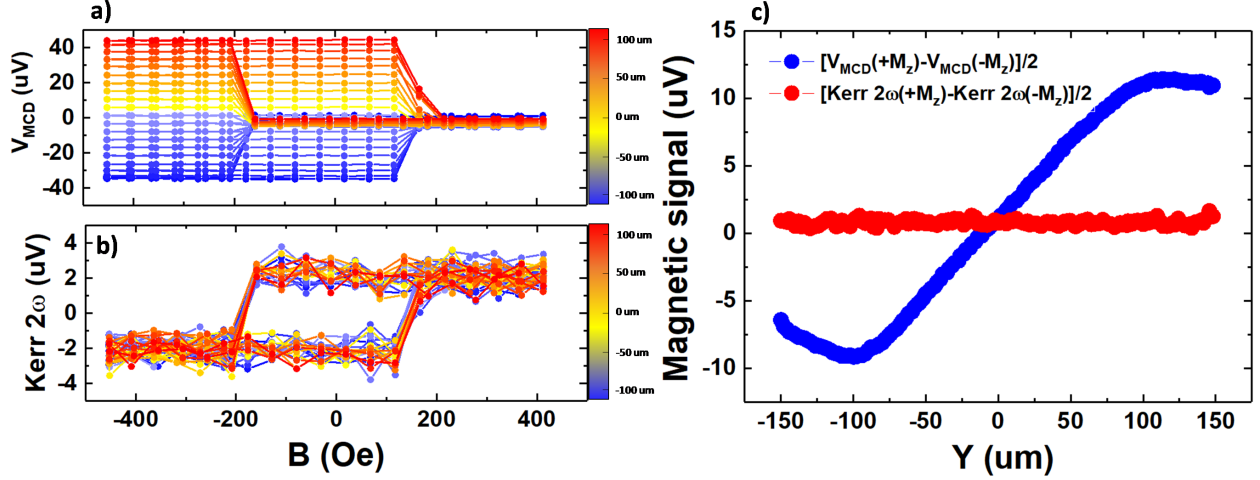 a)
V_MCD (uV)
40
20
0
-20
-40
100 um
50 um
0 um
-50 um
-100 um
b)
Kerr 2ω (uV)
4
2
0
-2
-4
100 um
50 um
0 um
-50 um
-100 um
-400 -200 0 200 400
B (Oe)
c)
Magnetic signal (uV)
15
10
5
0
-5
-10
[V_MCD(+M_z)-V_MCD(-M_z)]/2
[Kerr 2ω(+M_z)-Kerr 2ω(-M_z)]/2
-150 -100 -50 0 50 100 150
Y (um)